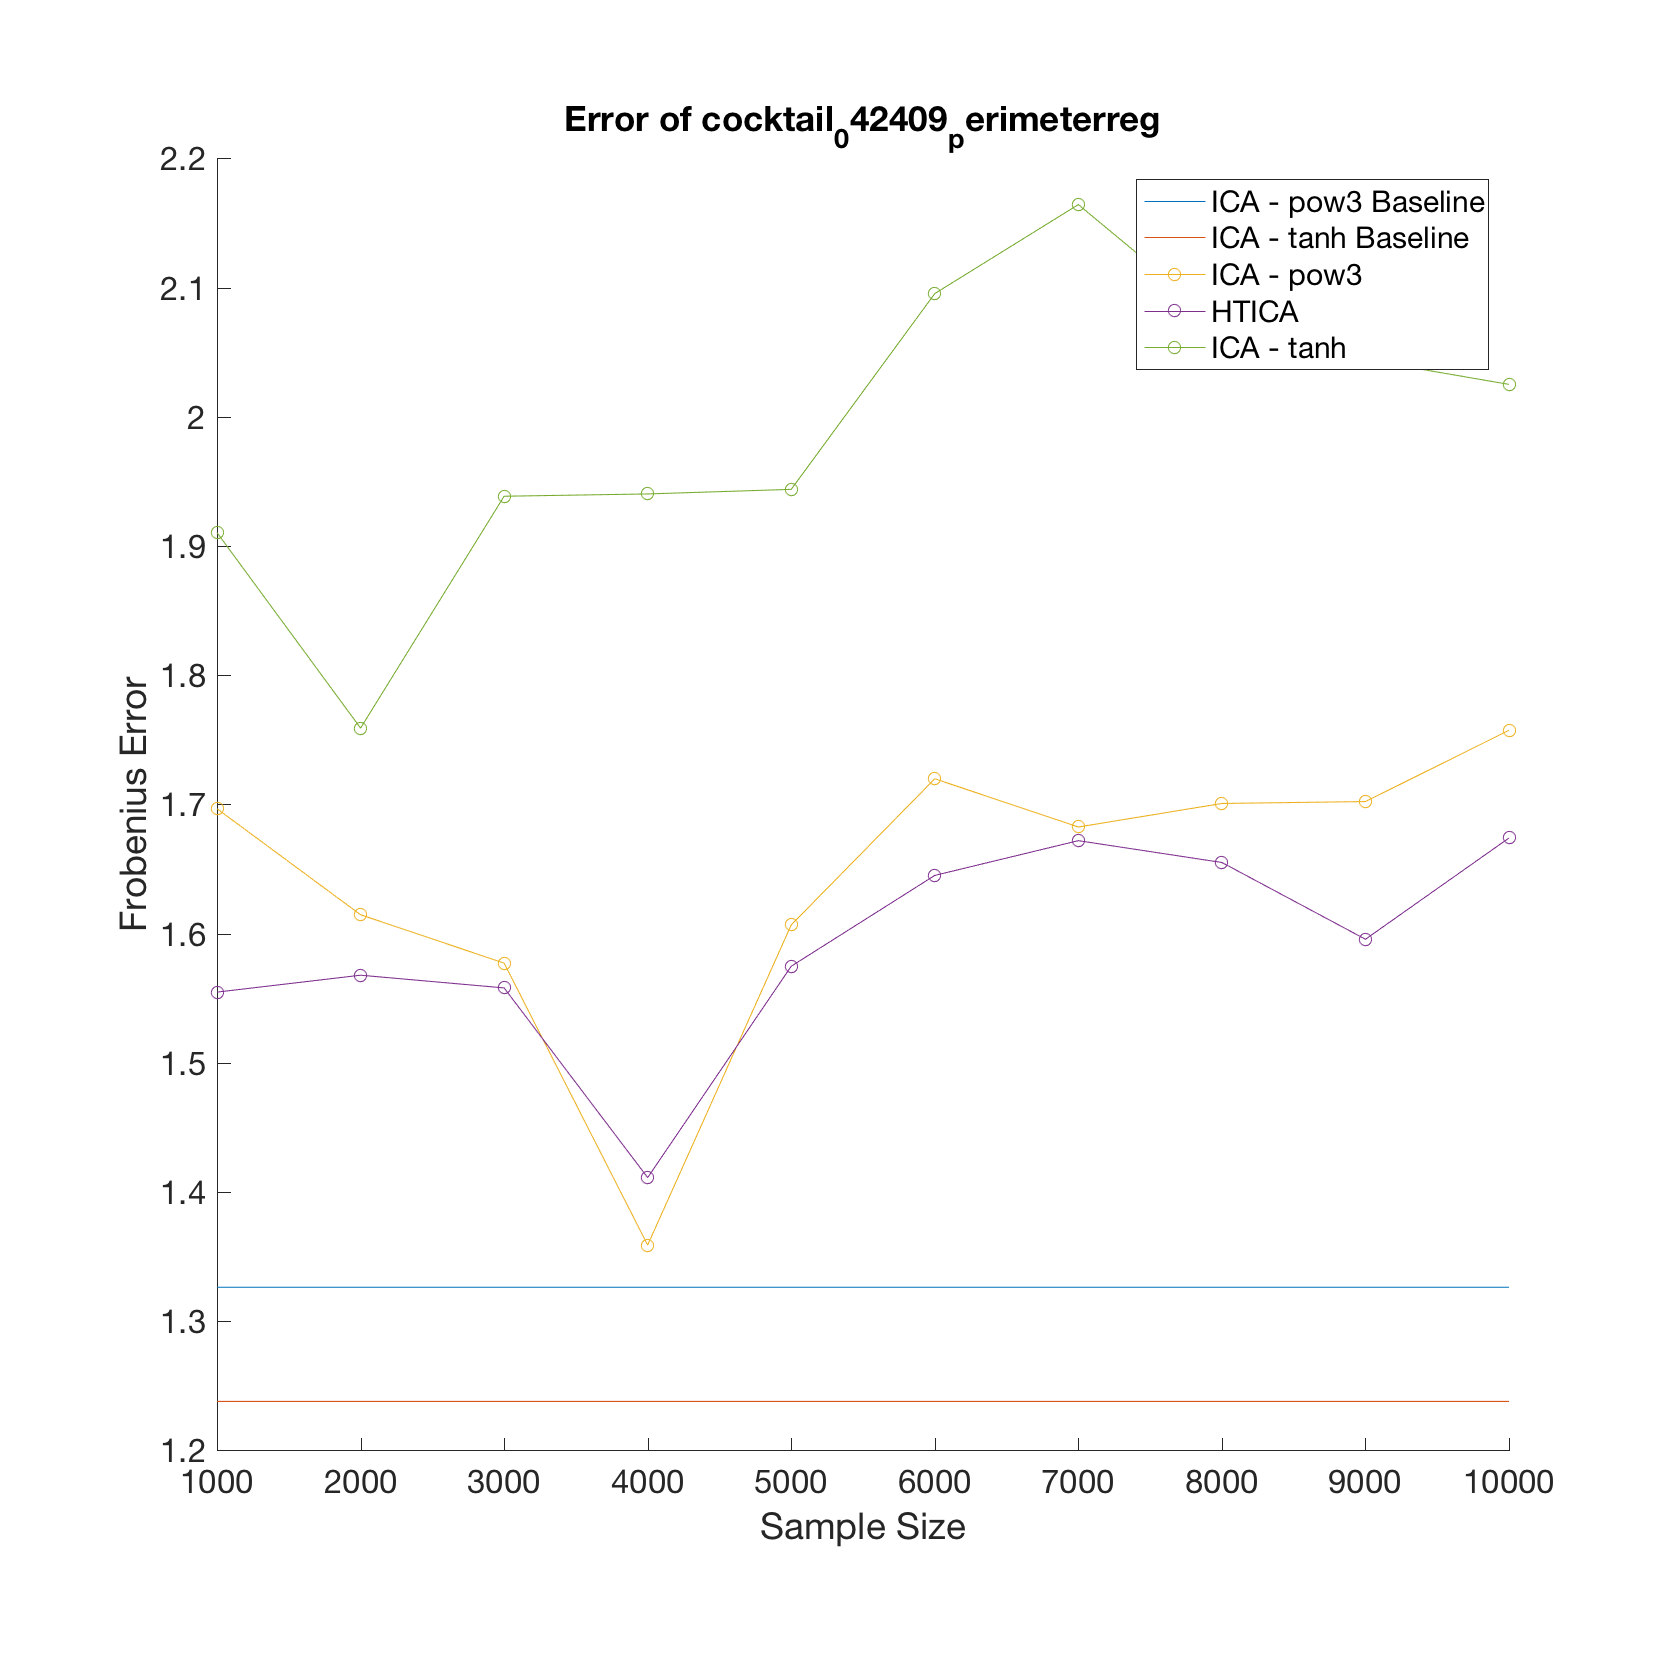 Error of cocktail_042409_perimeterreg
2.2
2.1
2
1.9
1.8
1.7
1.6
1.5
1.4
1.3
1.2
Frobenius Error
ICA - pow3 Baseline
ICA - tanh Baseline
ICA - pow3
HTICA
ICA - tanh
1000 2000 3000 4000 5000 6000 7000 8000 9000 10000
Sample Size